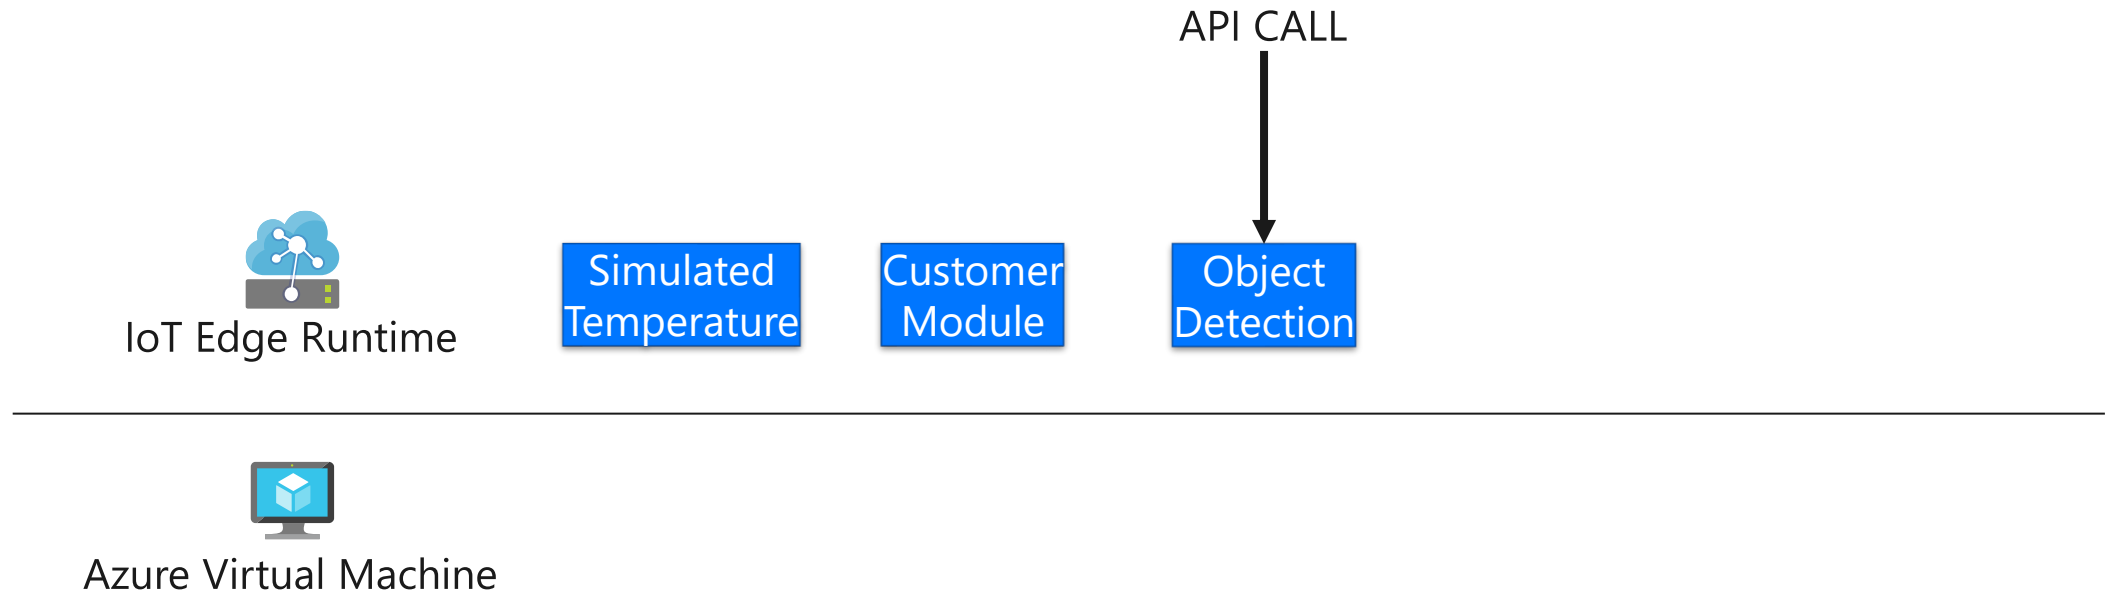 API CALL
IoT Edge Runtime
Simulated
Temperature
Customer
Module
Object
Detection
Azure Virtual Machine